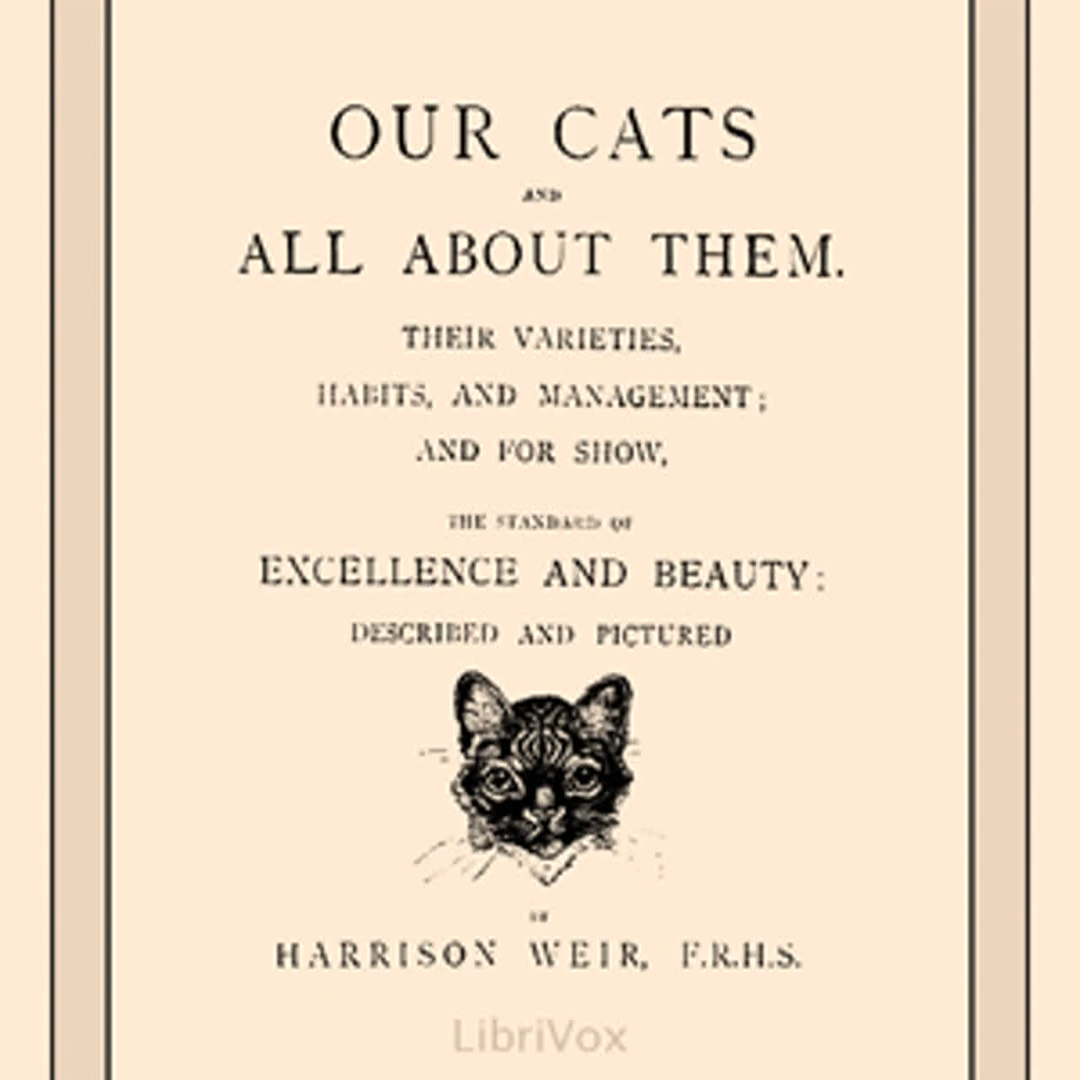 OUR CATS
AND
ALL ABOUT THEM.
THEIR VARIETIES,
HABITS, AND MANAGEMENT;
AND FOR SHOW,
THE STANDARD OF
EXCELLENCE AND BEAUTY:
DESCRIBED AND PICTURED
BY
HARRISON WEIR, F.R.H.S.
LibriVox